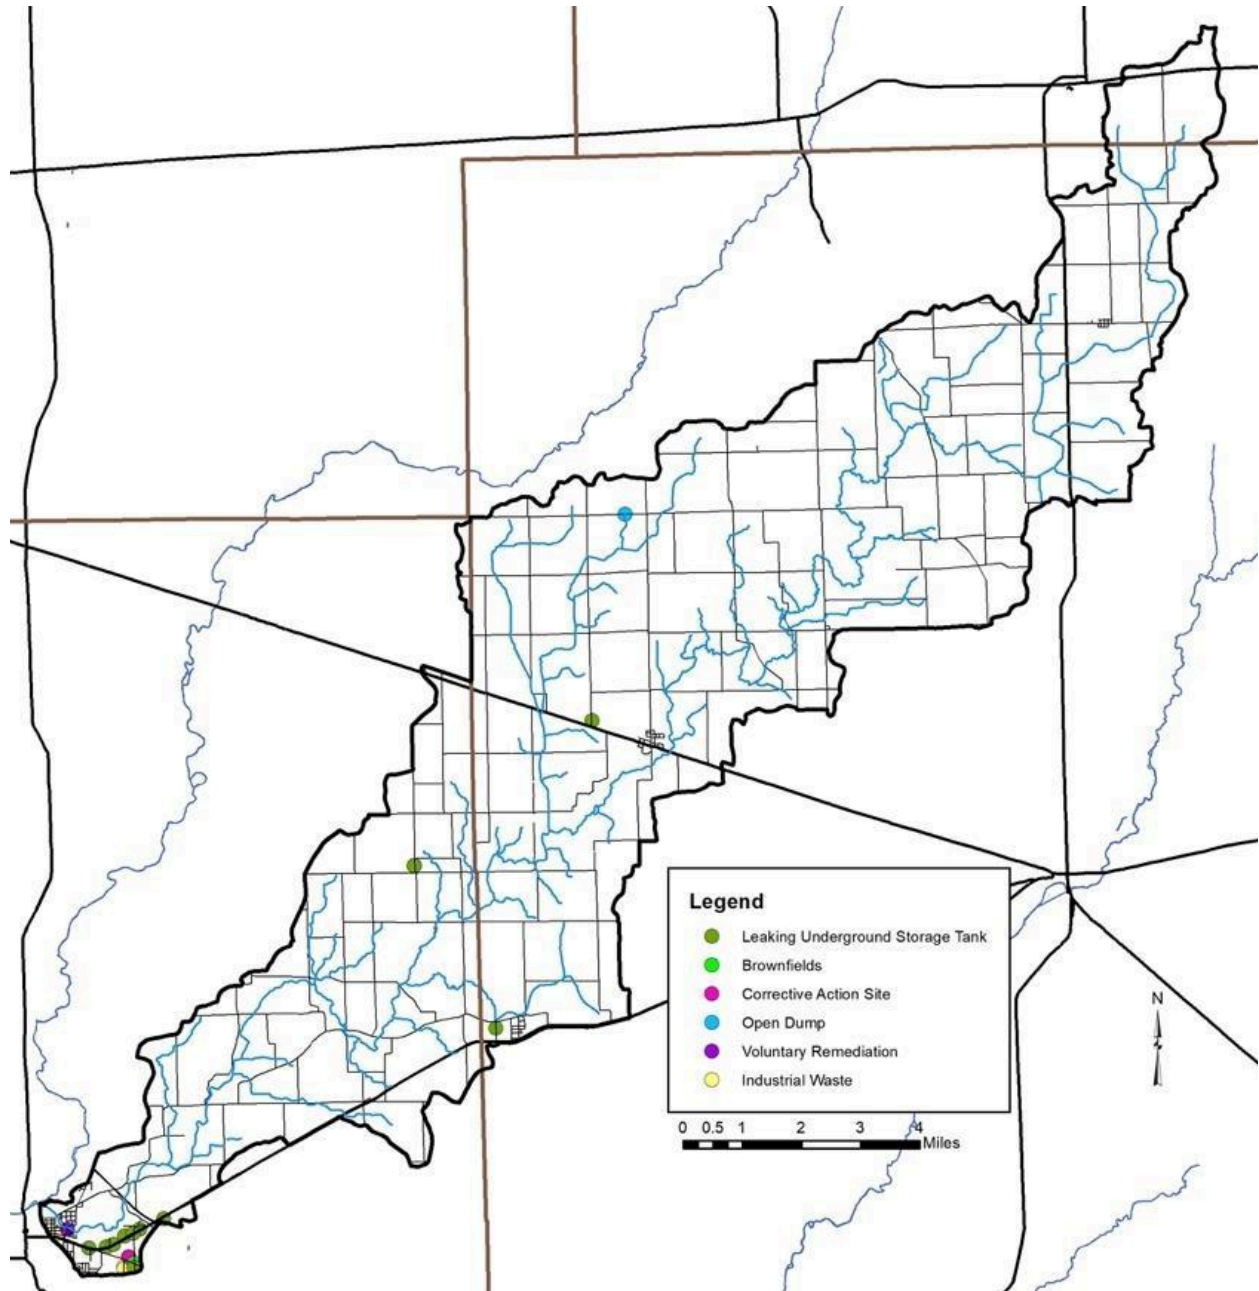 Legend
Leaking Underground Storage Tank
Brownfields
Corrective Action Site
Open Dump
Voluntary Remediation
Industrial Waste
N
0 0.5 1 2 3 4
Miles